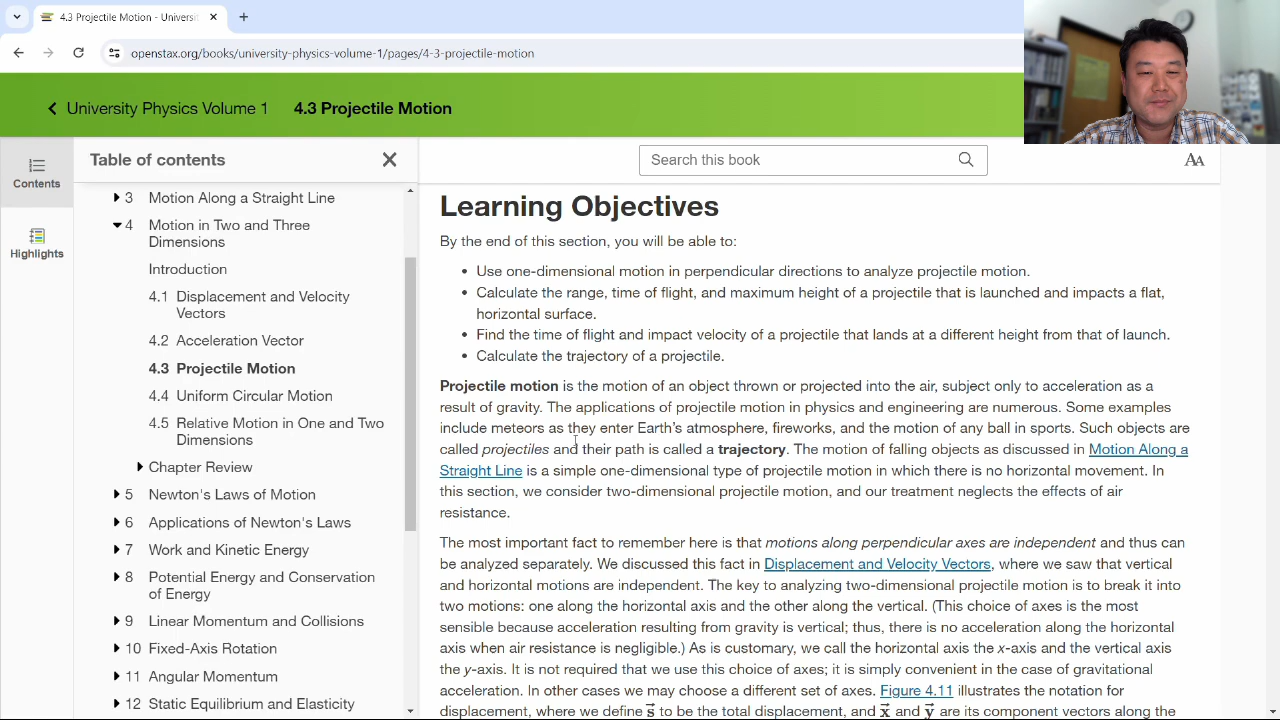 4.3 Projectile Motion - Universit
openstax.org/books/university-physics-volume-1/pages/4-3-projectile-motion
University Physics Volume 1 4.3 Projectile Motion
Contents
Highlights
Table of contents
3 Motion Along a Straight Line
4 Motion in Two and Three
Dimensions
Introduction
4.1 Displacement and Velocity
Vectors
4.2 Acceleration Vector
4.3 Projectile Motion
4.4 Uniform Circular Motion
4.5 Relative Motion in One and Two
Dimensions
Chapter Review
5 Newton's Laws of Motion
6 Applications of Newton's Laws
7 Work and Kinetic Energy
8 Potential Energy and Conservation
of Energy
9 Linear Momentum and Collisions
10 Fixed-Axis Rotation
11 Angular Momentum
12 Static Equilibrium and Elasticity
Search this book
AA
Learning Objectives
By the end of this section, you will be able to:
• Use one-dimensional motion in perpendicular directions to analyze projectile motion.
• Calculate the range, time of flight, and maximum height of a projectile that is launched and impacts a flat,
horizontal surface.
• Find the time of flight and impact velocity of a projectile that lands at a different height from that of launch.
• Calculate the trajectory of a projectile.
Projectile motion is the motion of an object thrown or projected into the air, subject only to acceleration as a
result of gravity. The applications of projectile motion in physics and engineering are numerous. Some examples
include meteors as they enter Earth's atmosphere, fireworks, and the motion of any ball in sports. Such objects are
called projectiles and their path is called a trajectory. The motion of falling objects as discussed in Motion Along a
Straight Line is a simple one-dimensional type of projectile motion in which there is no horizontal movement. In
this section, we consider two-dimensional projectile motion, and our treatment neglects the effects of air
resistance.
The most important fact to remember here is that motions along perpendicular axes are independent and thus can
be analyzed separately. We discussed this fact in Displacement and Velocity Vectors, where we saw that vertical
and horizontal motions are independent. The key to analyzing two-dimensional projectile motion is to break it into
two motions: one along the horizontal axis and the other along the vertical. (This choice of axes is the most
sensible because acceleration resulting from gravity is vertical; thus, there is no acceleration along the horizontal
axis when air resistance is negligible.) As is customary, we call the horizontal axis the x-axis and the vertical axis
the y-axis. It is not required that we use this choice of axes; it is simply convenient in the case of gravitational
acceleration. In other cases we may choose a different set of axes. Figure 4.11 illustrates the notation for
displacement, where we define s⃗ to be the total displacement, and x⃗ and y⃗ are its component vectors along the